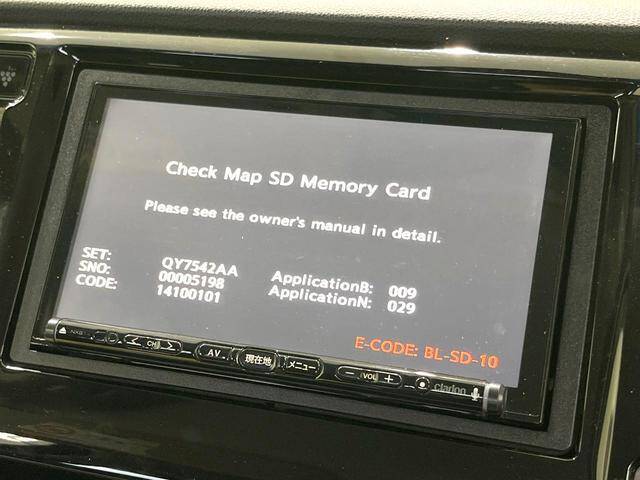 Check Map SD Memory Card
Please see the owner's manual in detail.
SET: QY7542AA
SNO: 00005198 ApplicationB: 009
CODE: 14100101 ApplicationN: 029
E-CODE: BL-SD-10
CH AV 現在地 メニュー − VOL + clarion